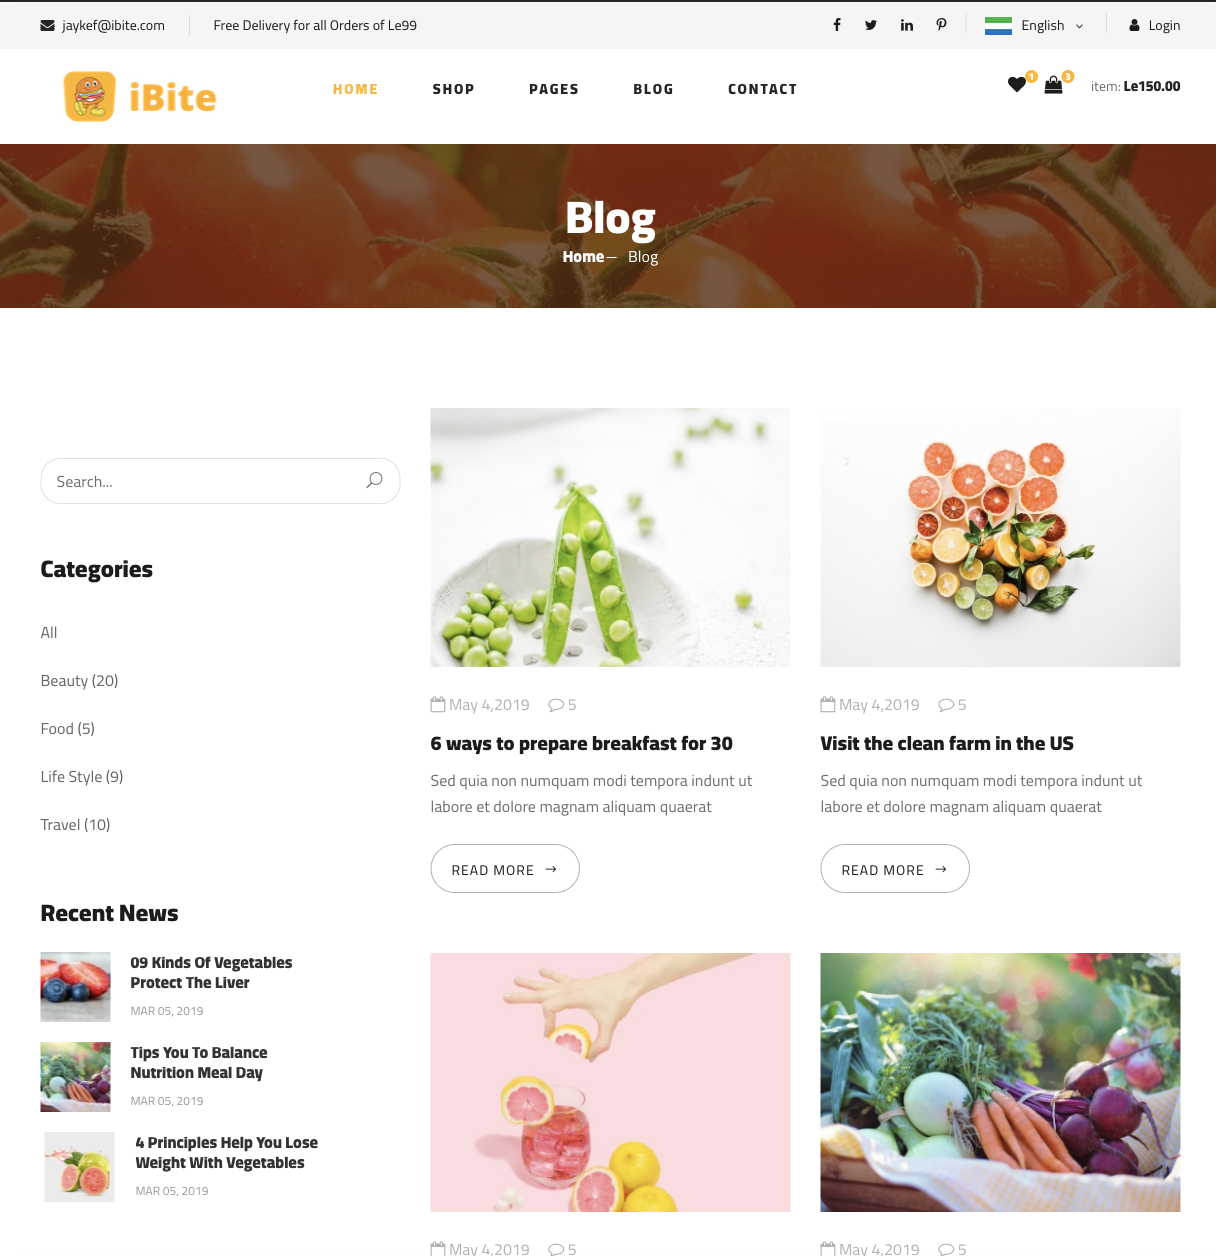 jaykef@ibite.com
Free Delivery for all Orders of Le99
English
Login
iBite
HOME
SHOP
PAGES
BLOG
CONTACT
1
3
item: Le150.00
Blog
Home — Blog
Search...
Categories
All
Beauty (20)
Food (5)
Life Style (9)
Travel (10)
Recent News
09 Kinds Of Vegetables
Protect The Liver
MAR 05, 2019
Tips You To Balance
Nutrition Meal Day
MAR 05, 2019
4 Principles Help You Lose
Weight With Vegetables
MAR 05, 2019
May 4,2019 5
6 ways to prepare breakfast for 30
Sed quia non numquam modi tempora indunt ut
labore et dolore magnam aliquam quaerat
READ MORE
May 4,2019 5
Visit the clean farm in the US
Sed quia non numquam modi tempora indunt ut
labore et dolore magnam aliquam quaerat
READ MORE
May 4,2019 5
May 4,2019 5